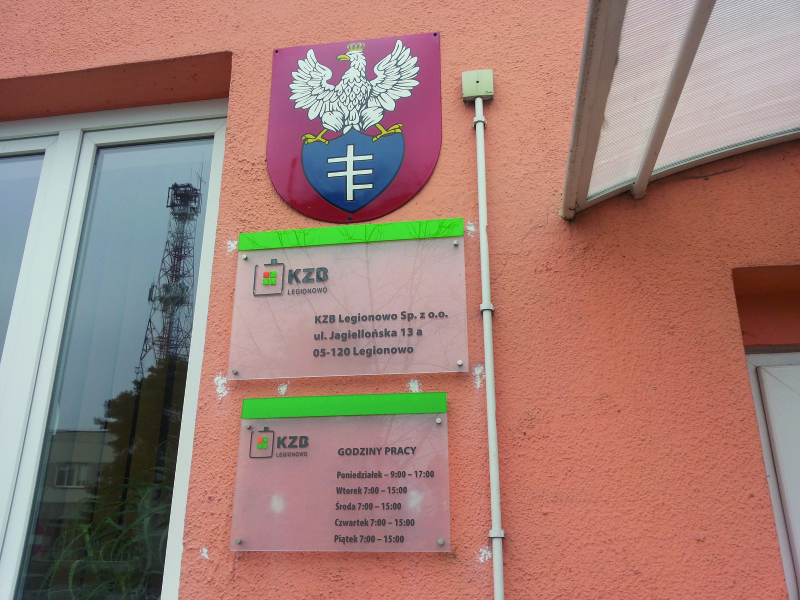 KZB
LEGIONOWO
KZB Legionowo Sp. z o.o.
ul. Jagiellońska 13 a
05-120 Legionowo
KZB
LEGIONOWO
GODZINY PRACY
Poniedziałek – 9:00 – 17:00
Wtorek 7:00 – 15:00
Środa 7:00 – 15:00
Czwartek 7:00 – 15:00
Piątek 7:00 – 15:00